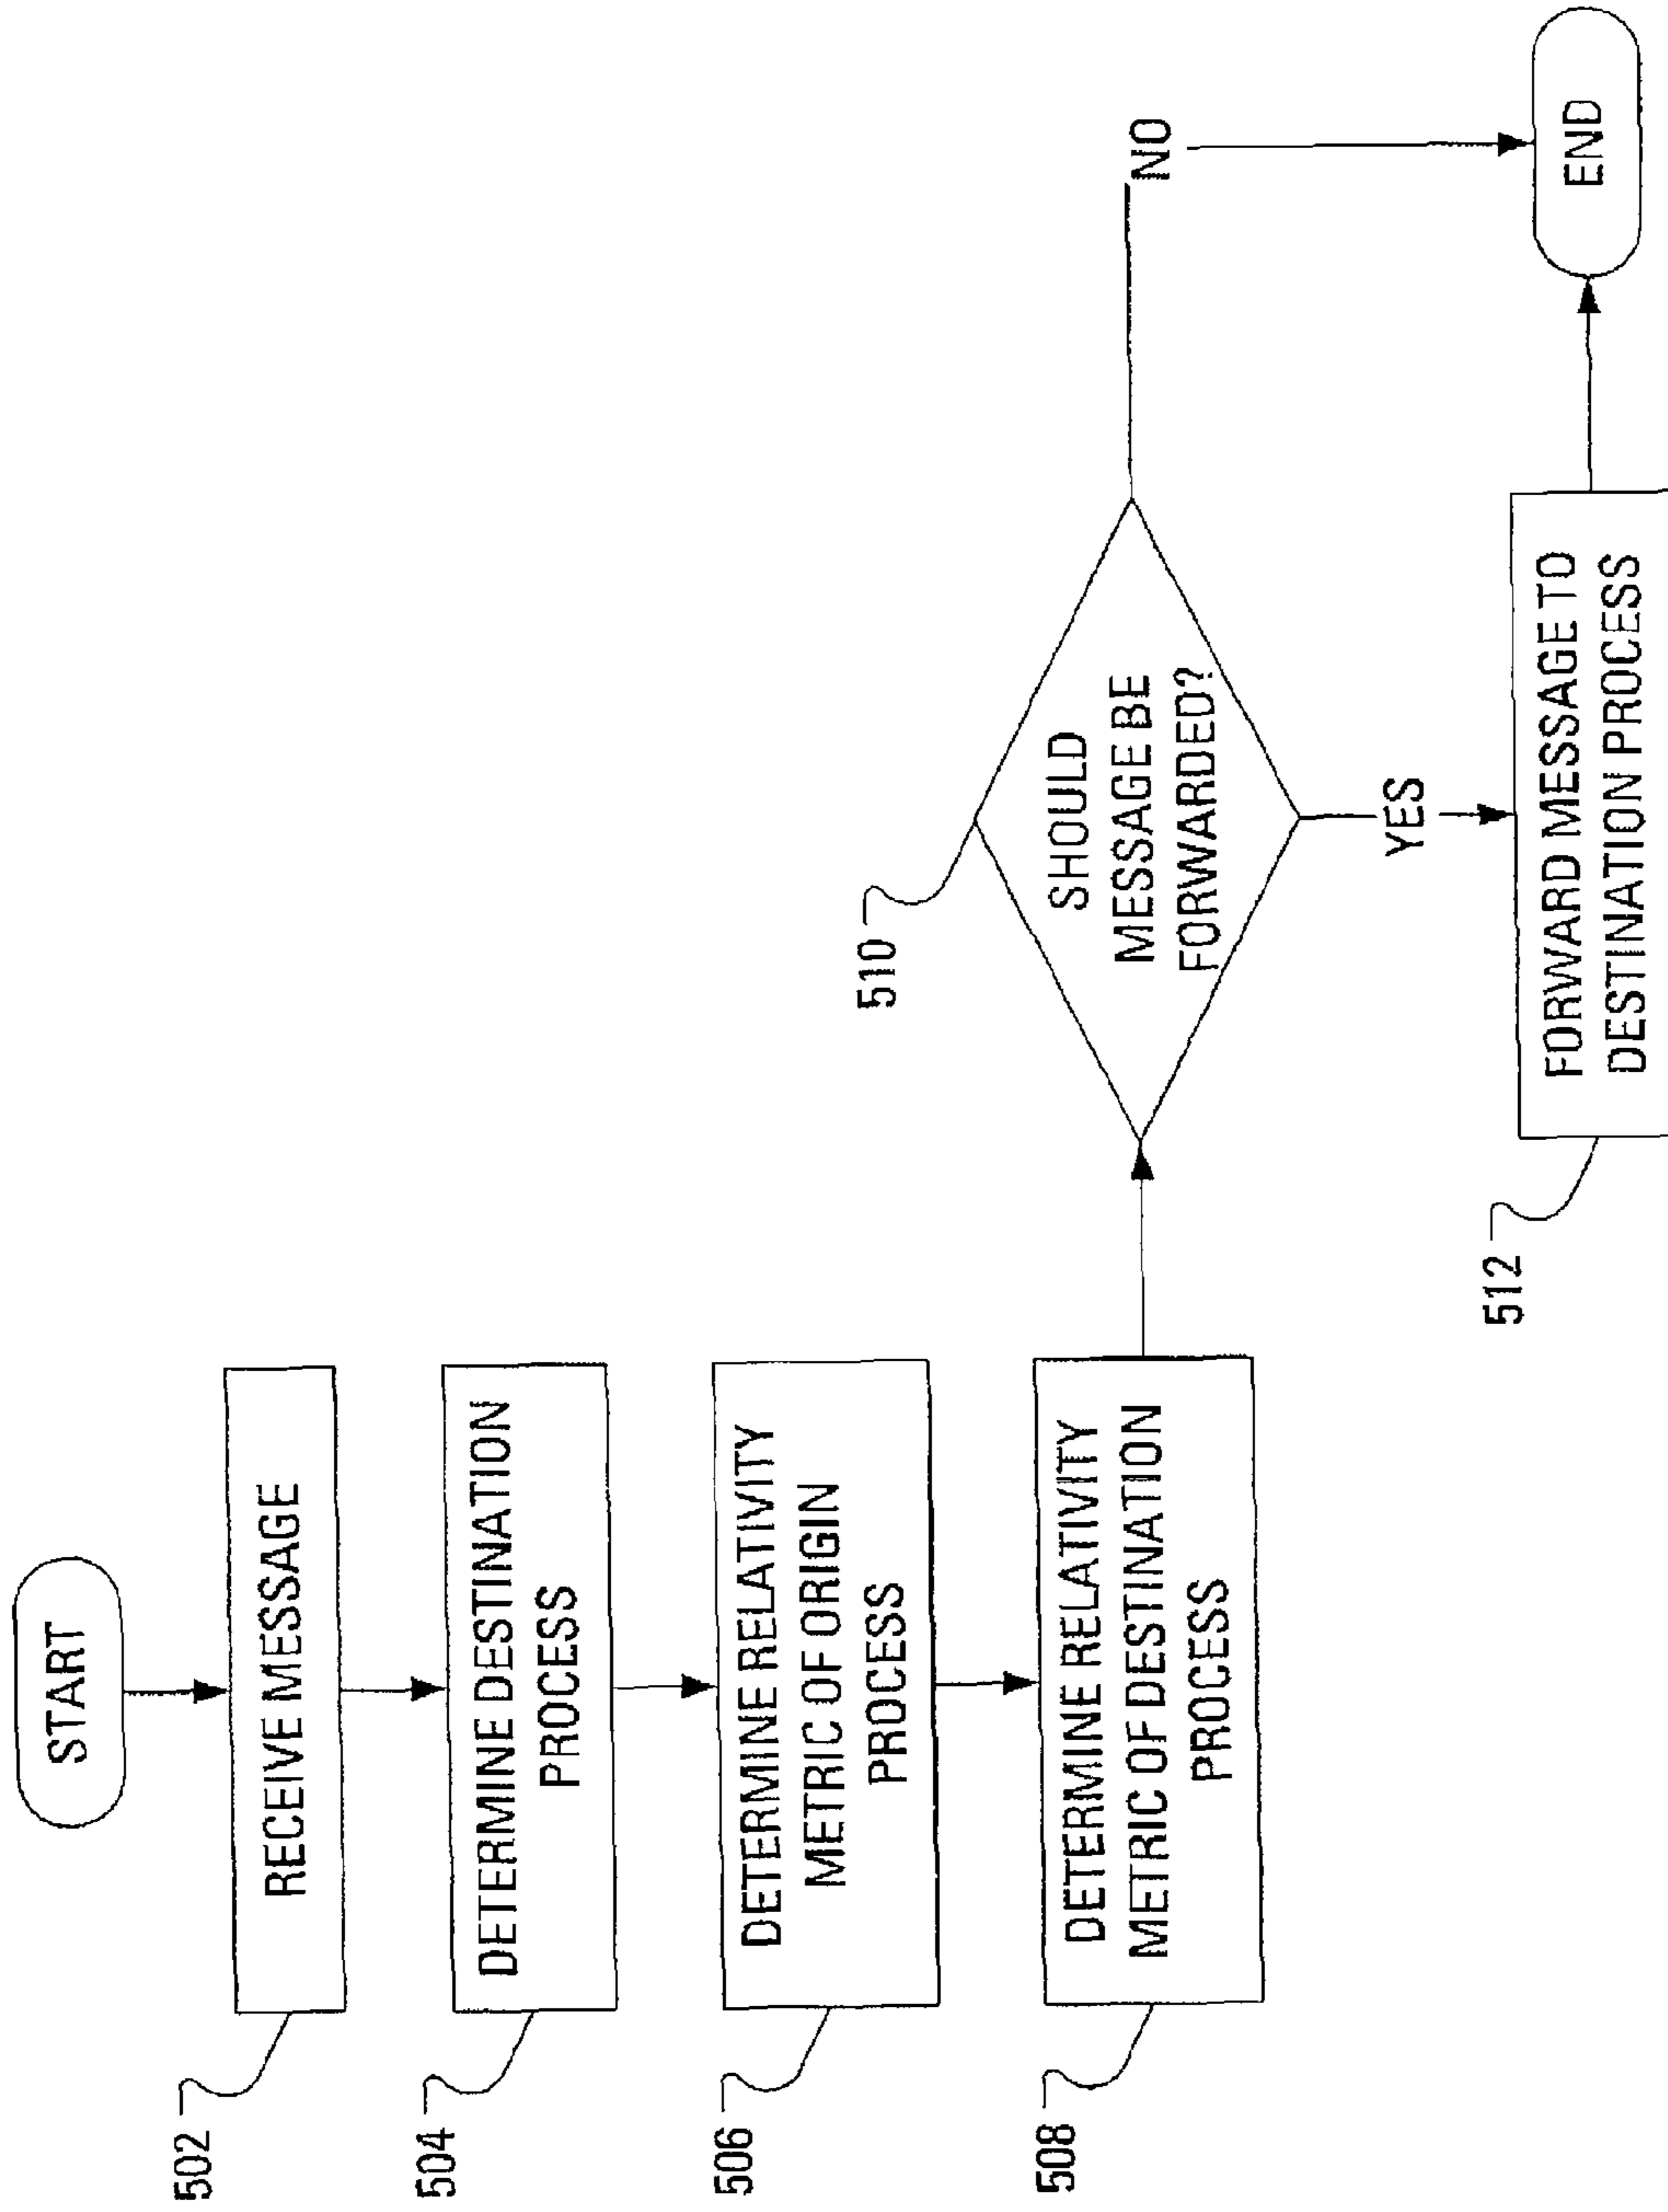 START
502
RECEIVE MESSAGE
504
DETERMINE DESTINATION
PROCESS
506
DETERMINE RELATIVITY
METRIC OF ORIGIN
PROCESS
508
DETERMINE RELATIVITY
METRIC OF DESTINATION
PROCESS
510
SHOULD
MESSAGE BE
FORWARDED?
NO
YES
512
FORWARD MESSAGE TO
DESTINATION PROCESS
END